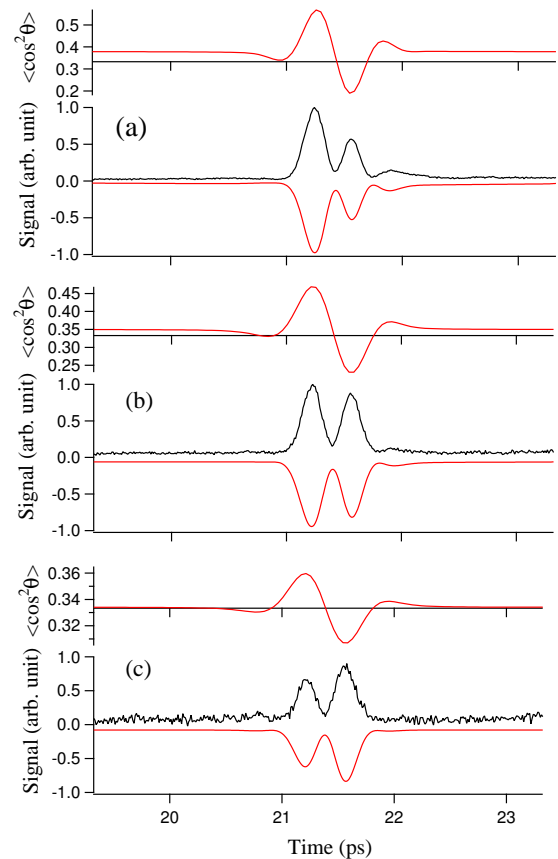 <cos²θ>
0.5
0.4
0.3
0.2
Signal (arb. unit)
1.0
0.5
0.0
-0.5
-1.0
(a)
<cos²θ>
0.45
0.40
0.35
0.30
0.25
Signal (arb. unit)
1.0
0.5
0.0
-0.5
-1.0
(b)
<cos²θ>
0.36
0.34
0.32
Signal (arb. unit)
1.0
0.5
0.0
-0.5
-1.0
(c)
20 21 22 23
Time (ps)